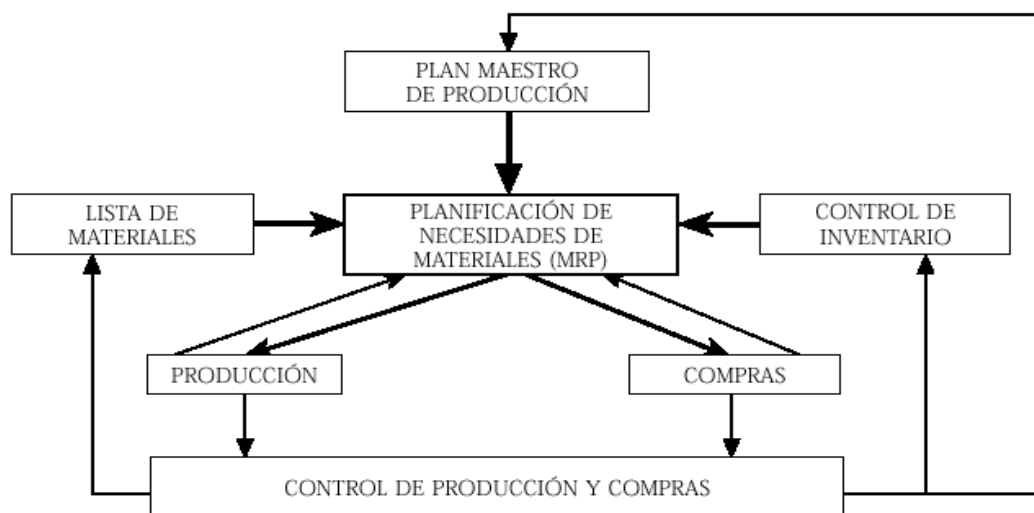 PLAN MAESTRO
DE PRODUCCIÓN
LISTA DE
MATERIALES
PLANIFICACIÓN DE
NECESIDADES DE
MATERIALES (MRP)
CONTROL DE
INVENTARIO
PRODUCCIÓN
COMPRAS
CONTROL DE PRODUCCIÓN Y COMPRAS